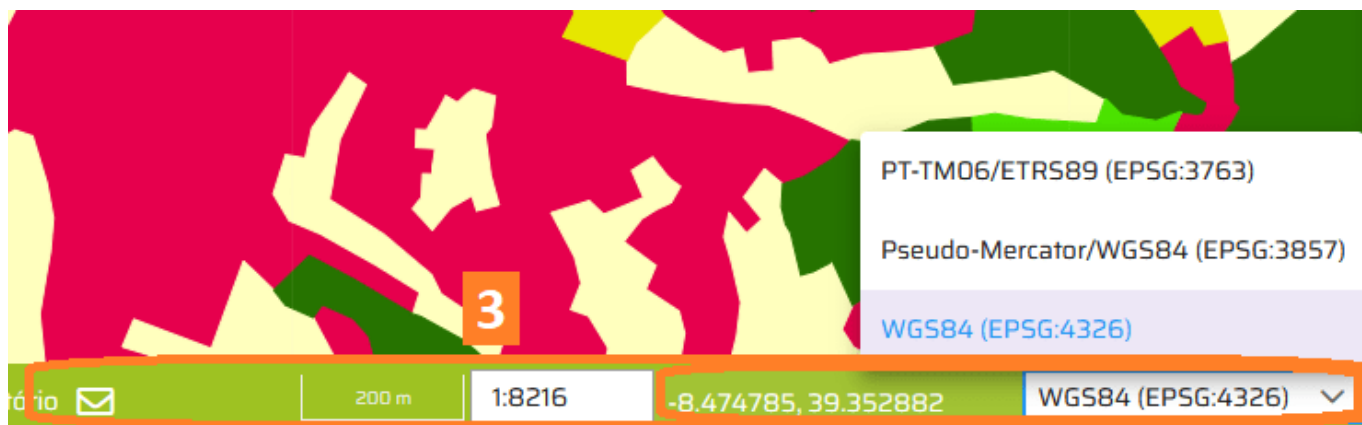 PT-TM06/ETRS89 (EPSG:3763)
Pseudo-Mercator/WGS84 (EPSG:3857)
3
WGS84 (EPSG:4326)
tório
200 m
1:8216
-8.474785, 39.352882
WGS84 (EPSG:4326)